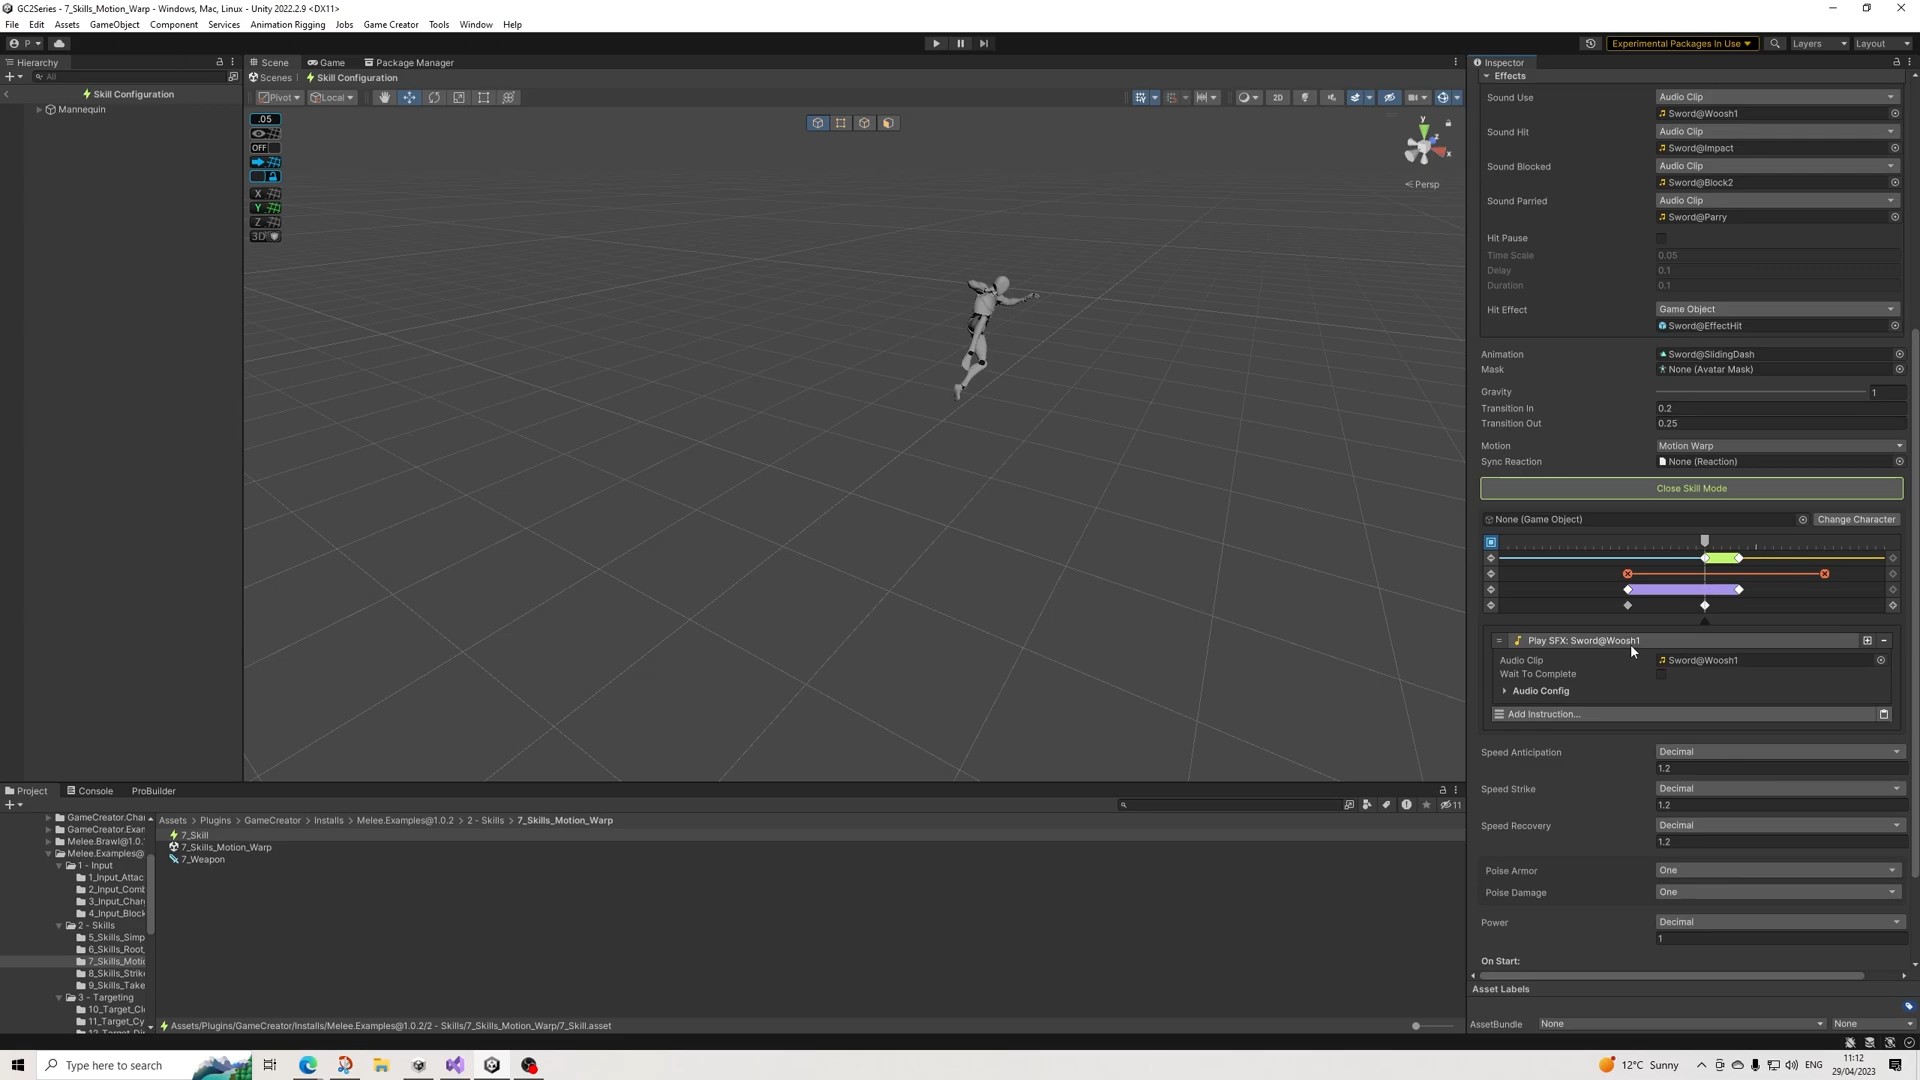 GC2Series - 7_Skills_Motion_Warp - Windows, Mac, Linux - Unity 2022.2.9 <DX11>
File Edit Assets GameObject Component Services Animation Rigging Jobs Game Creator Tools Window Help
P
Experimental Packages In Use
Layers
Layout
Hierarchy
All
Skill Configuration
Mannequin
Scene Game Package Manager
Scenes Skill Configuration
Pivot Local
2D
.05
OFF
X
Y
Z
3D
y
z
x
Persp
Inspector
Effects
Sound Use Audio Clip
Sword@Woosh1
Sound Hit Audio Clip
Sword@Impact
Sound Blocked Audio Clip
Sword@Block2
Sound Parried Audio Clip
Sword@Parry
Hit Pause
Time Scale 0.05
Delay 0.1
Duration 0.1
Hit Effect Game Object
Sword@EffectHit
Animation Sword@SlidingDash
Mask None (Avatar Mask)
Gravity 1
Transition In 0.2
Transition Out 0.25
Motion Motion Warp
Sync Reaction None (Reaction)
Close Skill Mode
None (Game Object) Change Character
Play SFX: Sword@Woosh1
Audio Clip Sword@Woosh1
Wait To Complete
Audio Config
Add Instruction...
Speed Anticipation Decimal
1.2
Speed Strike Decimal
1.2
Speed Recovery Decimal
1.2
Poise Armor One
Poise Damage One
Power Decimal
1
On Start:
Asset Labels
AssetBundle None None
Project Console ProBuilder
11
GameCreator.Cha
GameCreator.Exa
Melee.Brawl@1.0.
Melee.Examples@
1 - Input
1_Input_Attac
2_Input_Comb
3_Input_Char
4_Input_Block
2 - Skills
5_Skills_Simp
6_Skills_Root
7_Skills_Motic
8_Skills_Strik
9_Skills_Take
3 - Targeting
10_Target_Cl
11_Target_Cy
Assets > Plugins > GameCreator > Installs > Melee.Examples@1.0.2 > 2 - Skills > 7_Skills_Motion_Warp
7_Skill
7_Skills_Motion_Warp
7_Weapon
Assets/Plugins/GameCreator/Installs/Melee.Examples@1.0.2/2 - Skills/7_Skills_Motion_Warp/7_Skill.asset
Type here to search
12°C Sunny
ENG
11:12
29/04/2023